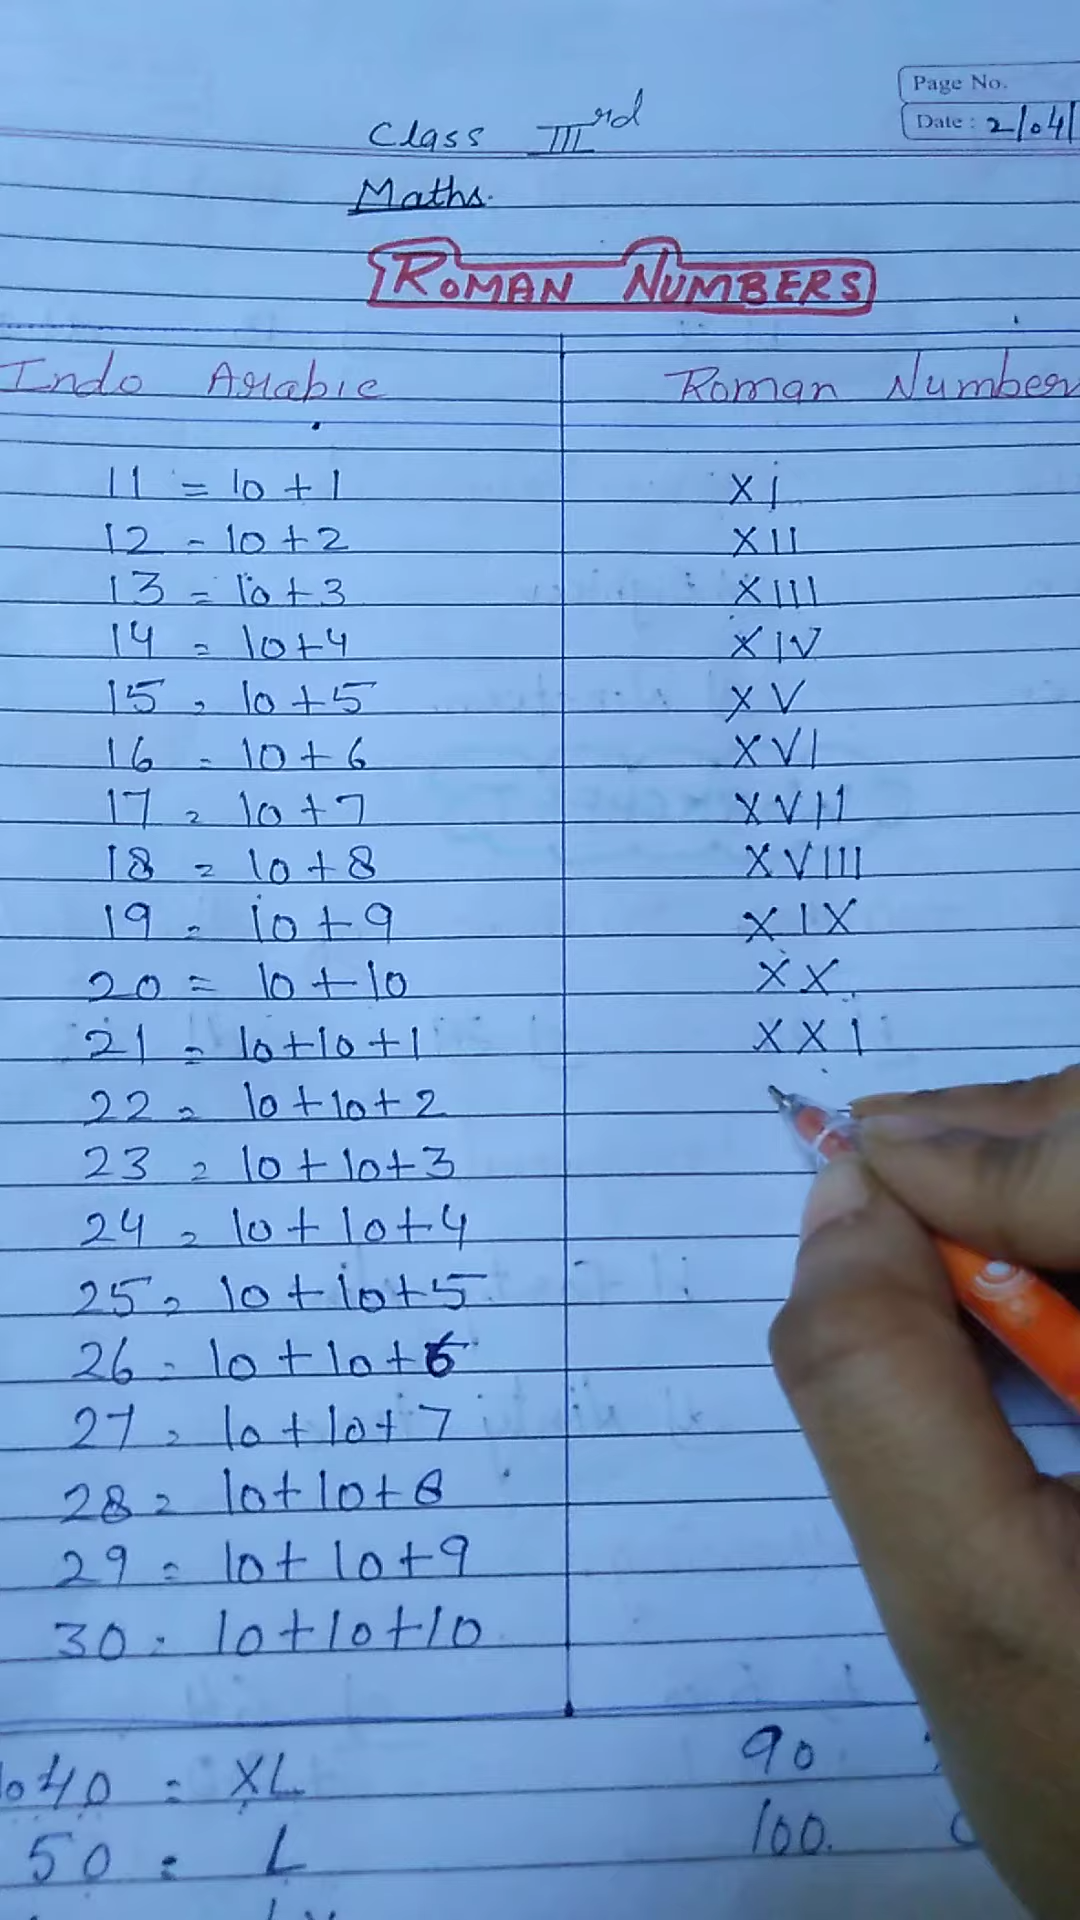 Page No.
Date : 2/04/
Class IIIrd
Maths.
ROMAN NUMBERS
Indo Arabic Roman Number
11 = 10 + 1 XI
12 - 10 + 2 XII
13 = 10 + 3 XIII
14 = 10 + 4 XIV
15 = 10 + 5 XV
16 = 10 + 6 XVI
17 = 10 + 7 XVII
18 = 10 + 8 XVIII
19 = 10 + 9 XIX
20 = 10 + 10 XX
21 = 10 + 10 + 1 XXI
22 = 10 + 10 + 2
23 = 10 + 10 + 3
24 = 10 + 10 + 4
25 = 10 + 10 + 5
26 = 10 + 10 + 6
27 = 10 + 10 + 7
28 = 10 + 10 + 8
29 = 10 + 10 + 9
30 = 10 + 10 + 10
40 = XL 90
50 = L 100.